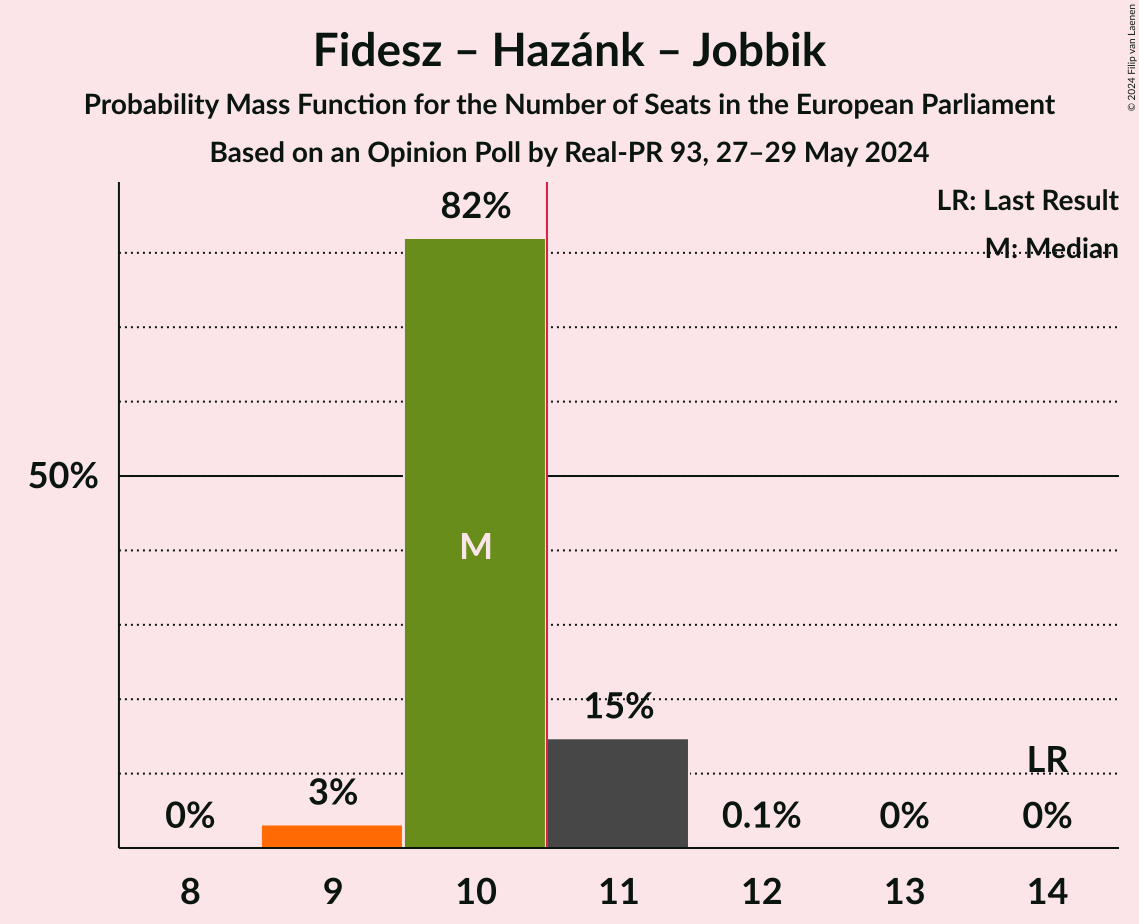 Fidesz – Hazánk – Jobbik
Probability Mass Function for the Number of Seats in the European Parliament
Based on an Opinion Poll by Real-PR 93, 27–29 May 2024
© 2024 Filip van Laenen
LR: Last Result
M: Median
82%
50%
M
15%
LR
3%
0%
0.1%
0%
0%
8
9
10
11
12
13
14